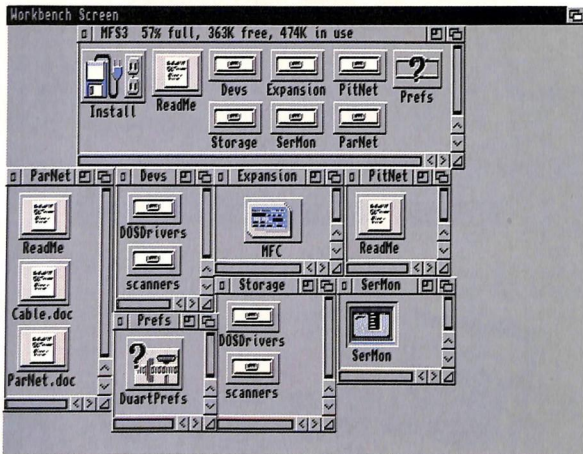 Workbench Screen
MFS3 57% full, 363K free, 474K in use
Install
ReadMe
Devs
Expansion
PitNet
Prefs
Storage
SerMon
ParNet
ParNet
ReadMe
Cable.doc
ParNet.doc
Devs
DOSDrivers
scanners
Expansion
MFC
PitNet
ReadMe
Prefs
DuartPrefs
Storage
DOSDrivers
scanners
SerMon
SerMon